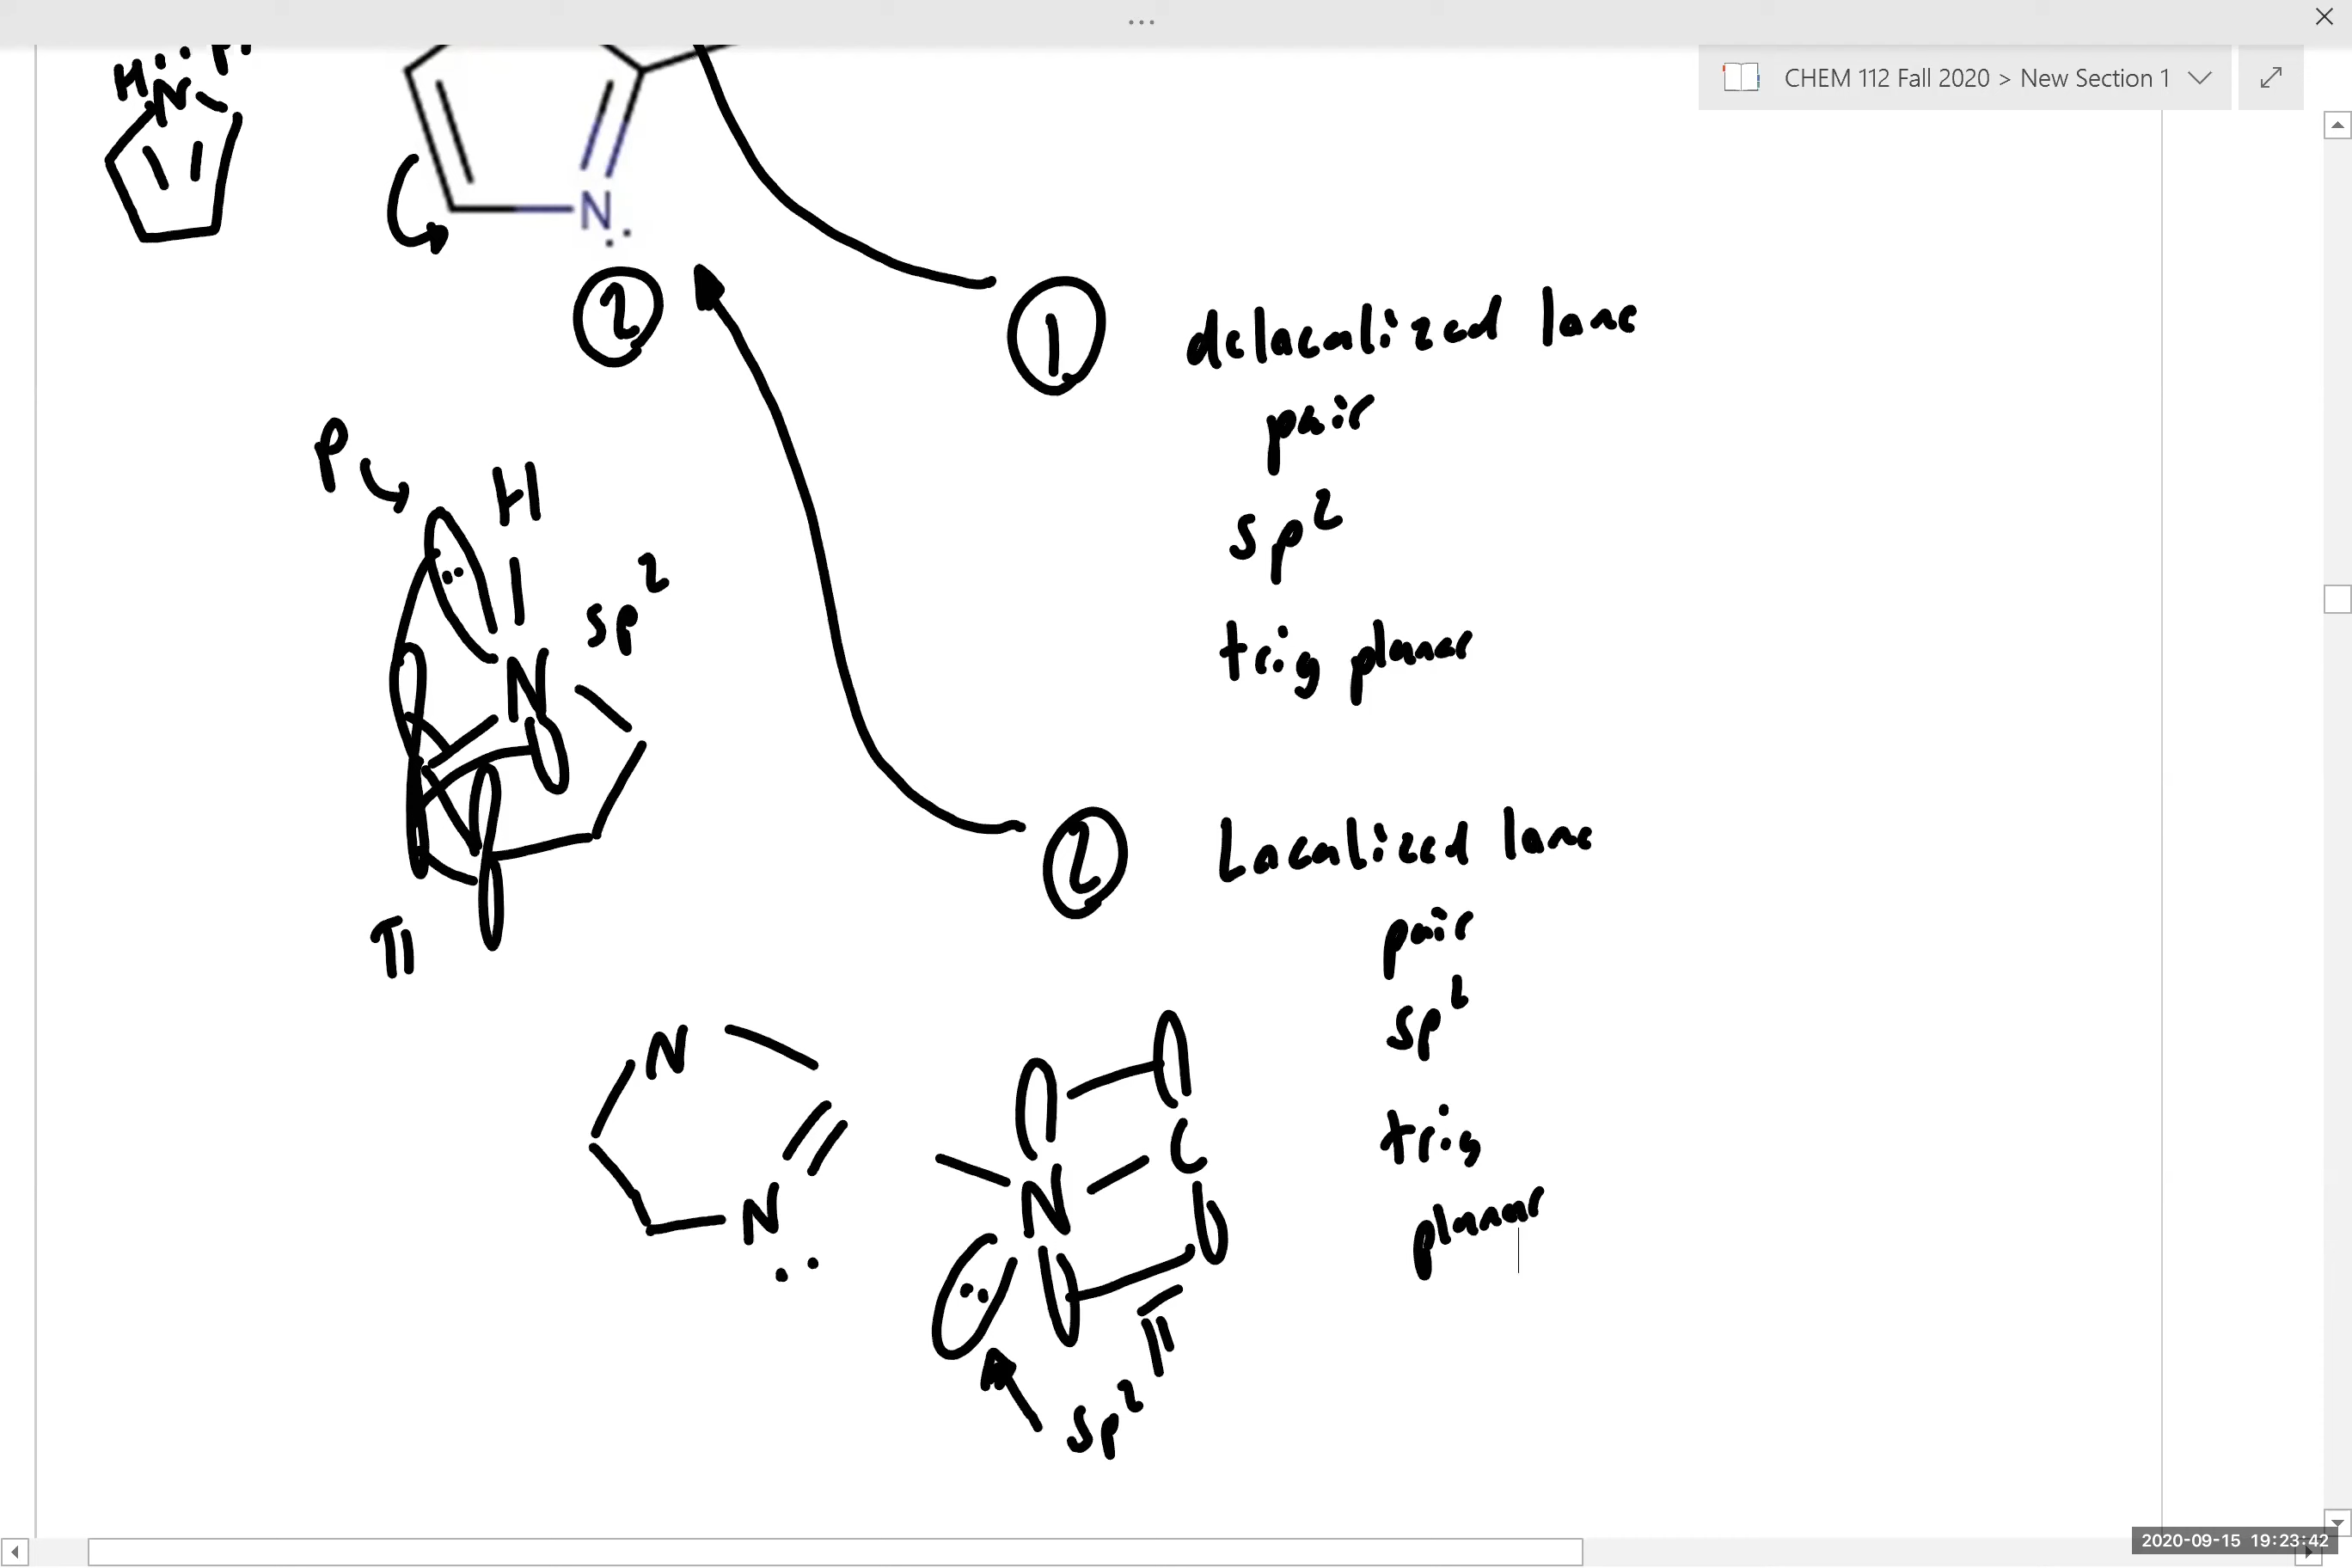 CHEM 112 Fall 2020 > New Section 1
H
N
N
2
1
delocalized lone
pair
sp2
trig planar
P
H
sp2
N
π
2
Localized lone
pair
sp2
trig
planar
N
N
N
C
π
sp2
2020-09-15 19:23:42